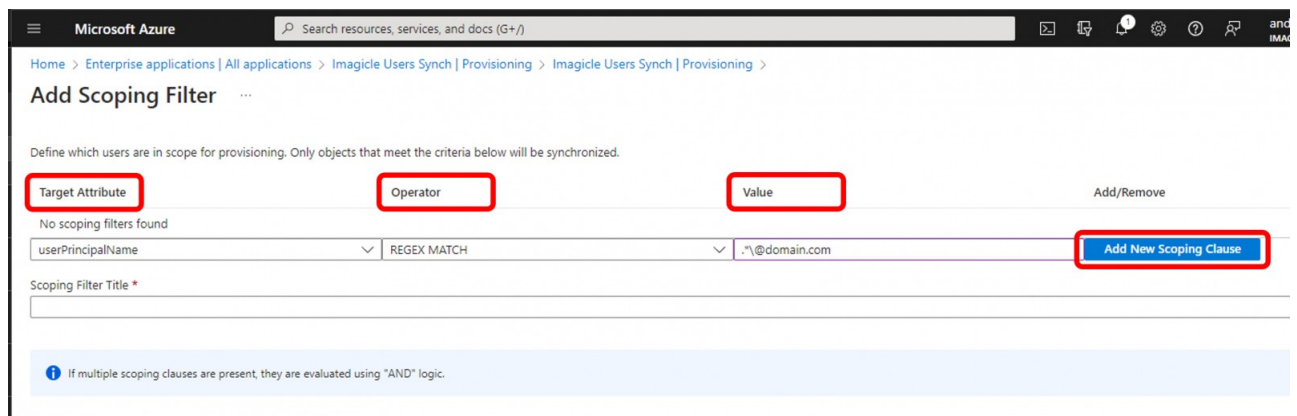 Microsoft Azure
Search resources, services, and docs (G+/)
1
and
IMAG
Home > Enterprise applications | All applications > Imagicle Users Synch | Provisioning > Imagicle Users Synch | Provisioning >
Add Scoping Filter ...
Define which users are in scope for provisioning. Only objects that meet the criteria below will be synchronized.
Target Attribute Operator Value Add/Remove
No scoping filters found
userPrincipalName REGEX MATCH .*\@domain.com Add New Scoping Clause
Scoping Filter Title *
If multiple scoping clauses are present, they are evaluated using "AND" logic.